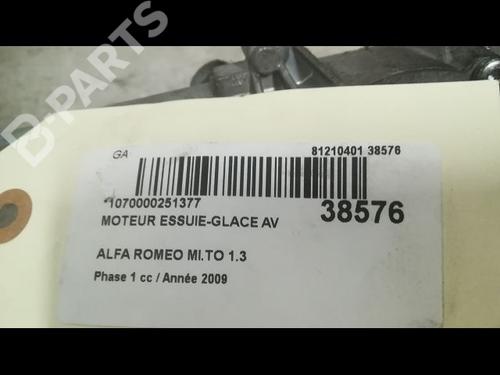 B-PARTS
GA
81210401 38576
*1070000251377
38576
MOTEUR ESSUIE-GLACE AV
ALFA ROMEO MI.TO 1.3
Phase 1 cc / Année 2009